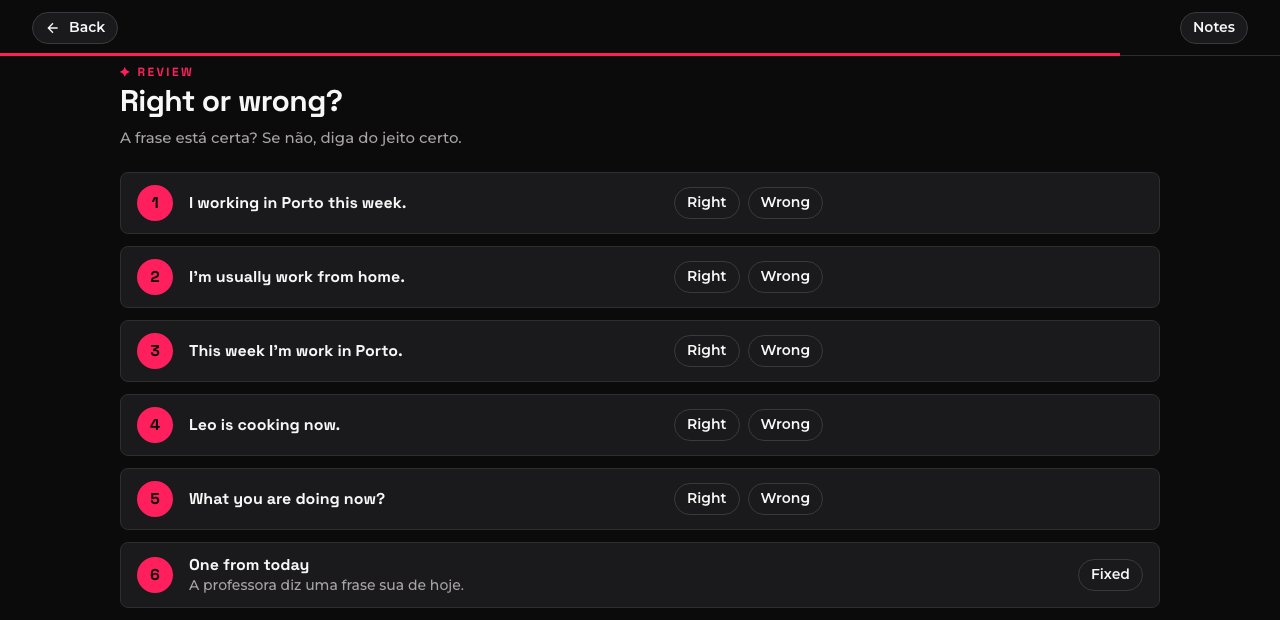 Back
Notes
REVIEW
Right or wrong?
A frase está certa? Se não, diga do jeito certo.
1 I working in Porto this week. Right Wrong
2 I'm usually work from home. Right Wrong
3 This week I'm work in Porto. Right Wrong
4 Leo is cooking now. Right Wrong
5 What you are doing now? Right Wrong
6 One from today
A professora diz uma frase sua de hoje.
Fixed